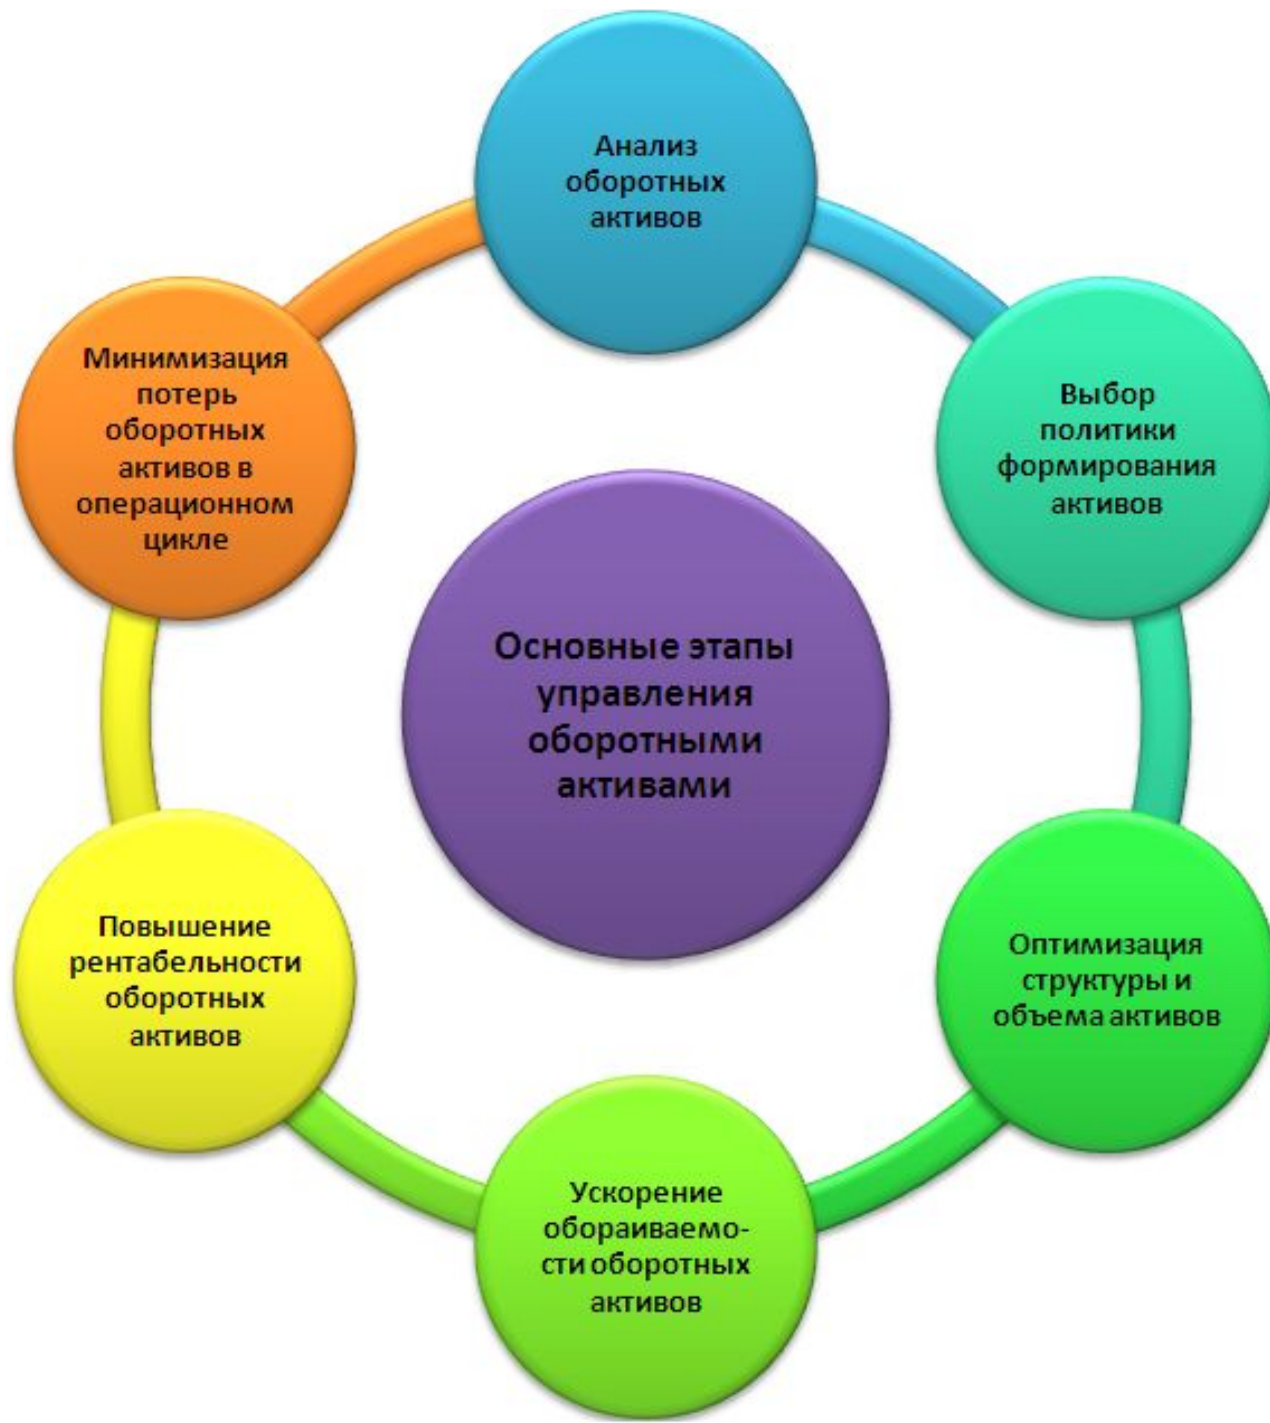 Анализ
оборотных
активов
Выбор
политики
формирования
активов
Оптимизация
структуры и
объема активов
Ускорение
обораиваемо-
сти оборотных
активов
Повышение
рентабельности
оборотных
активов
Минимизация
потерь
оборотных
активов в
операционном
цикле
Основные этапы
управления
оборотными
активами